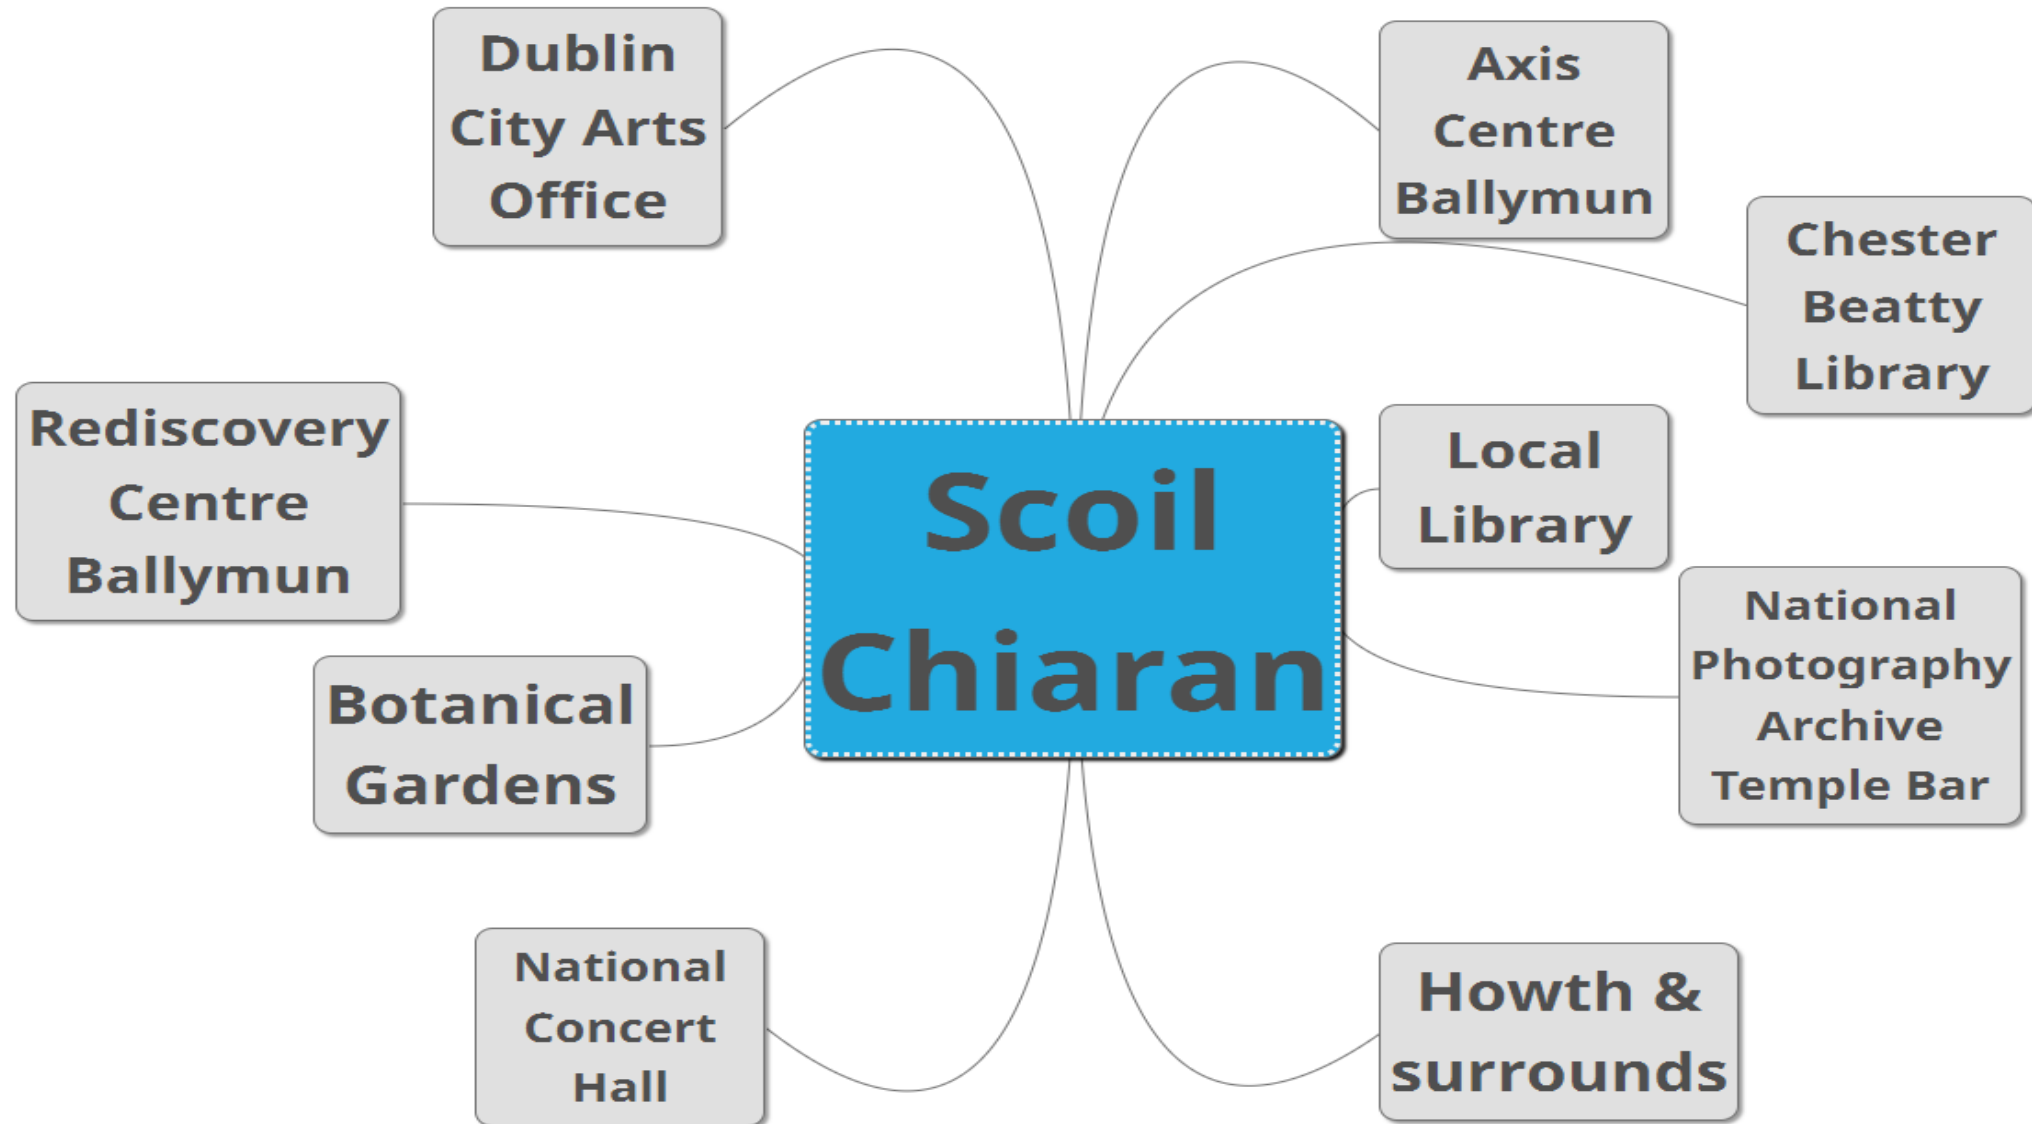 Dublin
City Arts
Office
Axis
Centre
Ballymun
Chester
Beatty
Library
Rediscovery
Centre
Ballymun
Scoil
Chiaran
Local
Library
Botanical
Gardens
National
Photography
Archive
Temple Bar
National
Concert
Hall
Howth &
surrounds